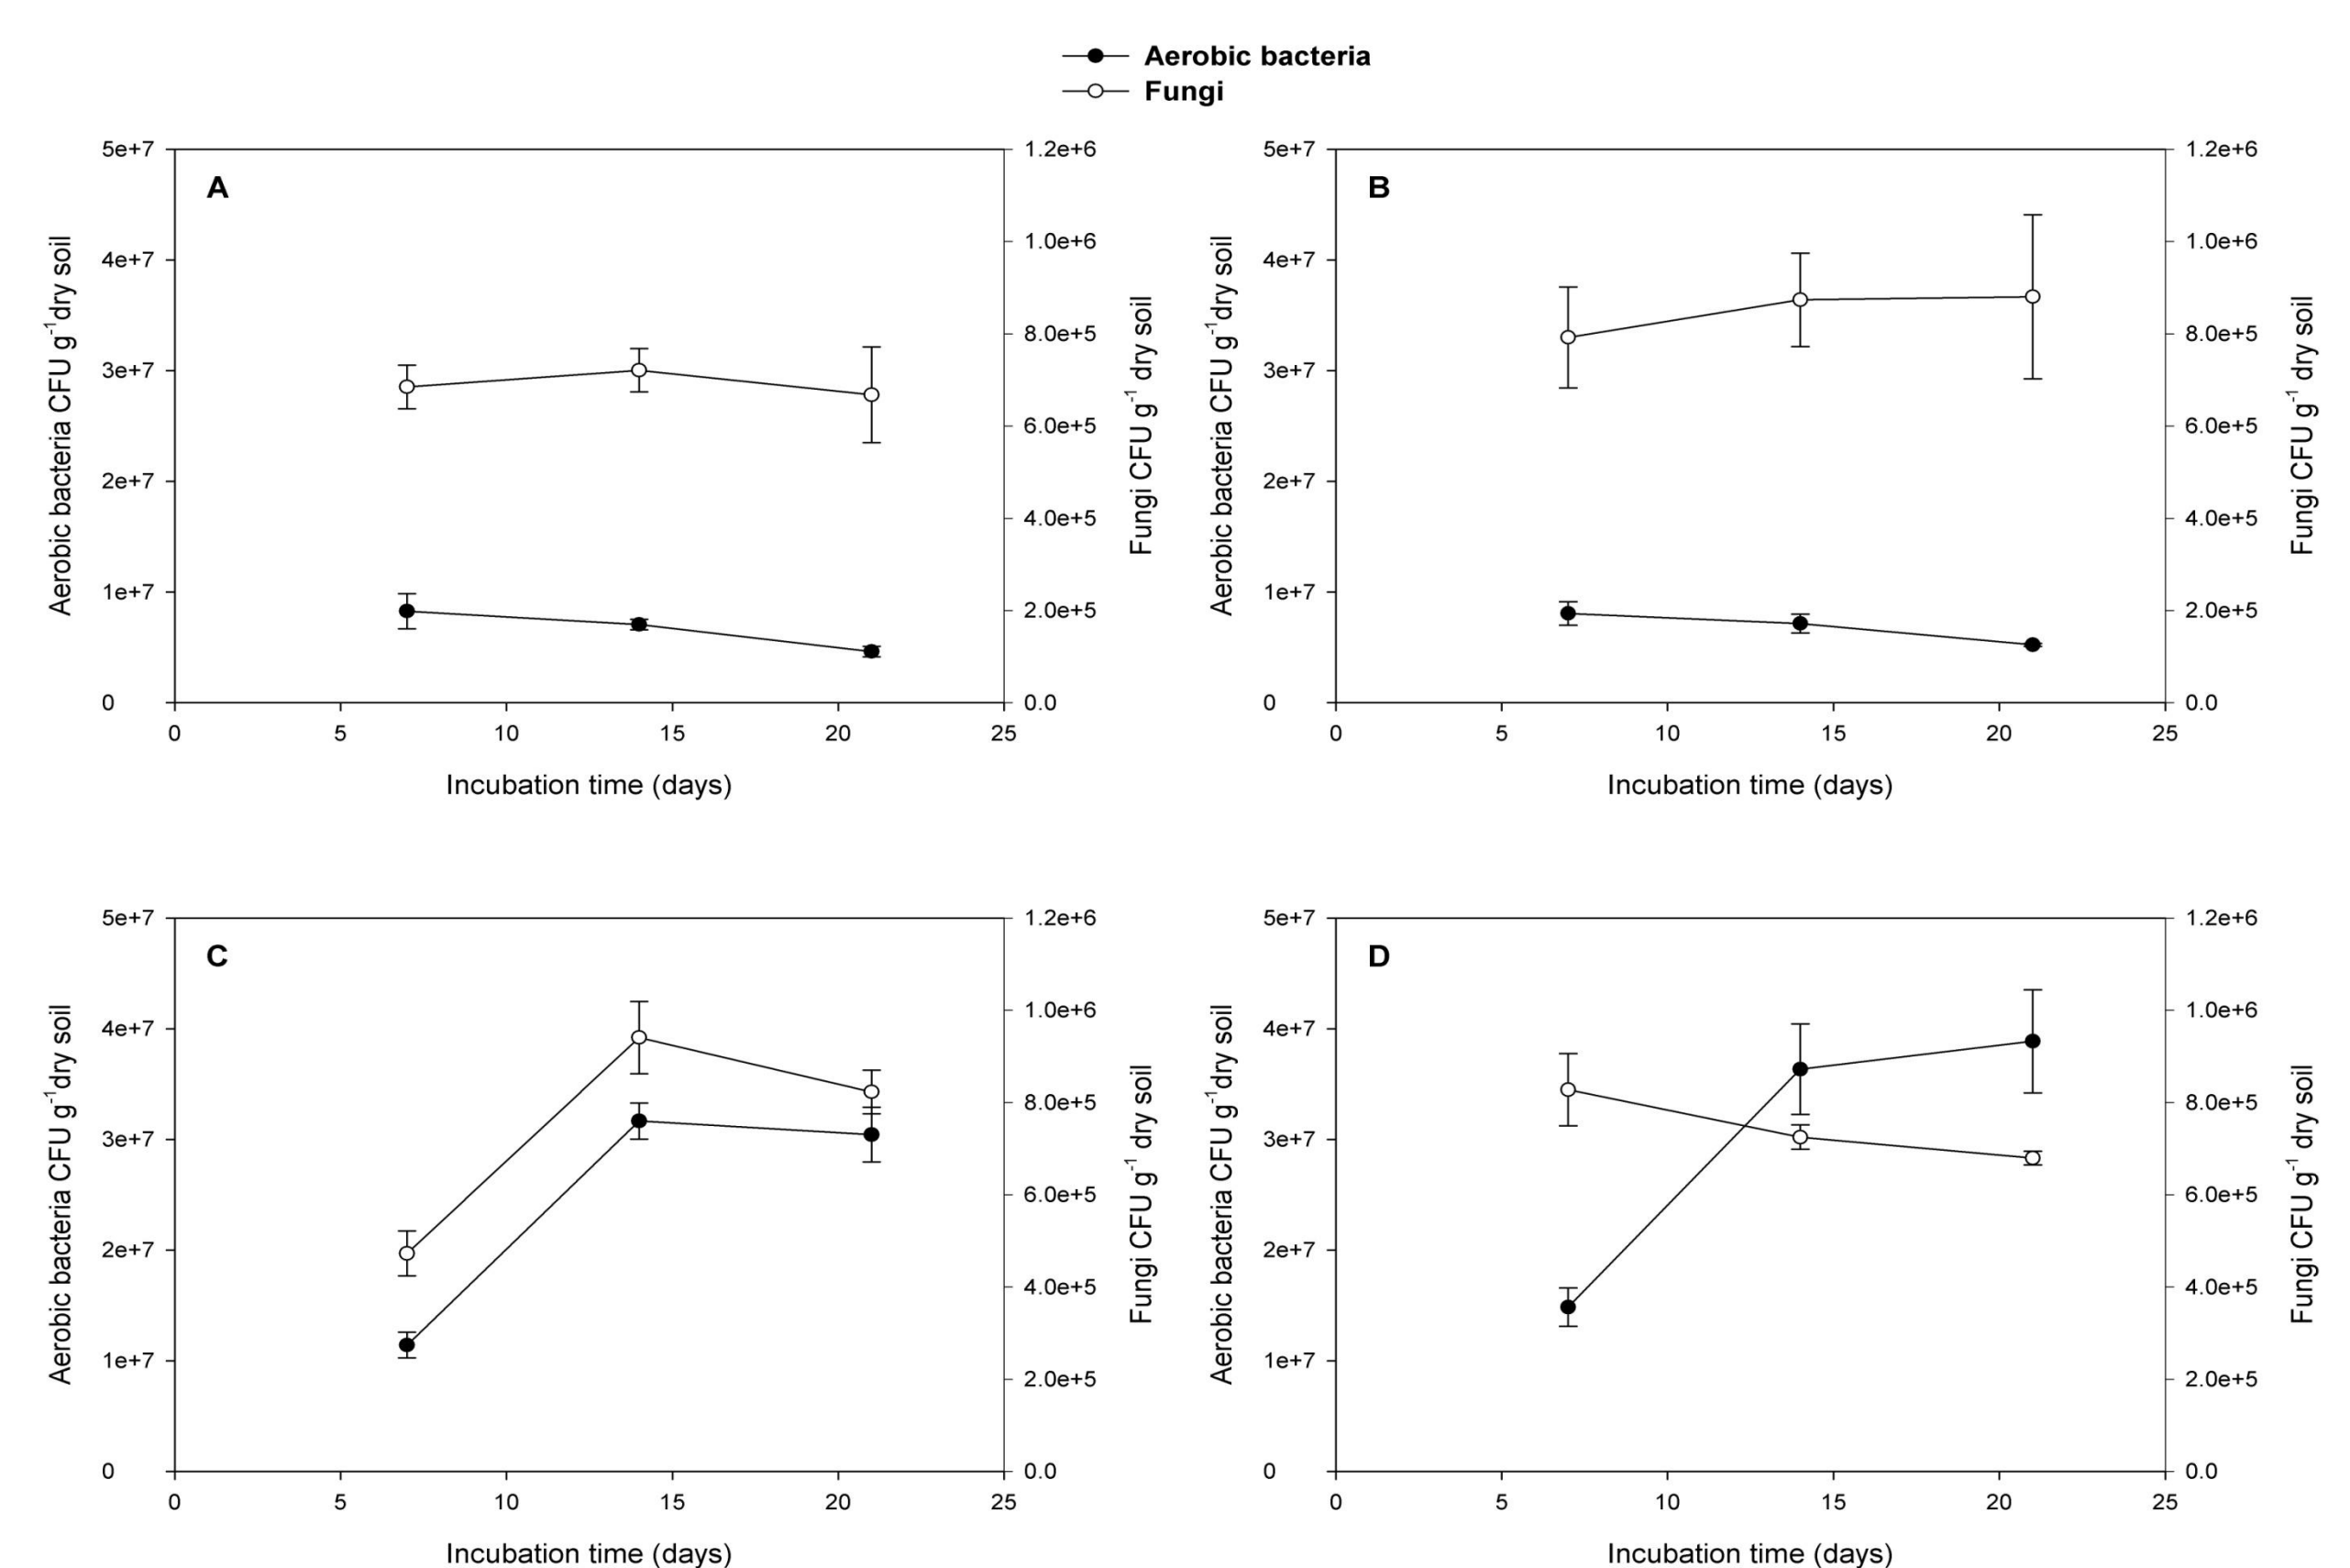 Aerobic bacteria
Fungi
A
5e+7
4e+7
3e+7
2e+7
1e+7
0
1.2e+6
1.0e+6
8.0e+5
6.0e+5
4.0e+5
2.0e+5
0.0
0 5 10 15 20 25
Aerobic bacteria CFU g-1dry soil
Fungi CFU g-1 dry soil
Incubation time (days)
B
5e+7
4e+7
3e+7
2e+7
1e+7
0
1.2e+6
1.0e+6
8.0e+5
6.0e+5
4.0e+5
2.0e+5
0.0
0 5 10 15 20 25
Aerobic bacteria CFU g-1dry soil
Fungi CFU g-1 dry soil
Incubation time (days)
C
5e+7
4e+7
3e+7
2e+7
1e+7
0
1.2e+6
1.0e+6
8.0e+5
6.0e+5
4.0e+5
2.0e+5
0.0
0 5 10 15 20 25
Aerobic bacteria CFU g-1dry soil
Fungi CFU g-1 dry soil
Incubation time (days)
D
5e+7
4e+7
3e+7
2e+7
1e+7
0
1.2e+6
1.0e+6
8.0e+5
6.0e+5
4.0e+5
2.0e+5
0.0
0 5 10 15 20 25
Aerobic bacteria CFU g-1dry soil
Fungi CFU g-1 dry soil
Incubation time (days)